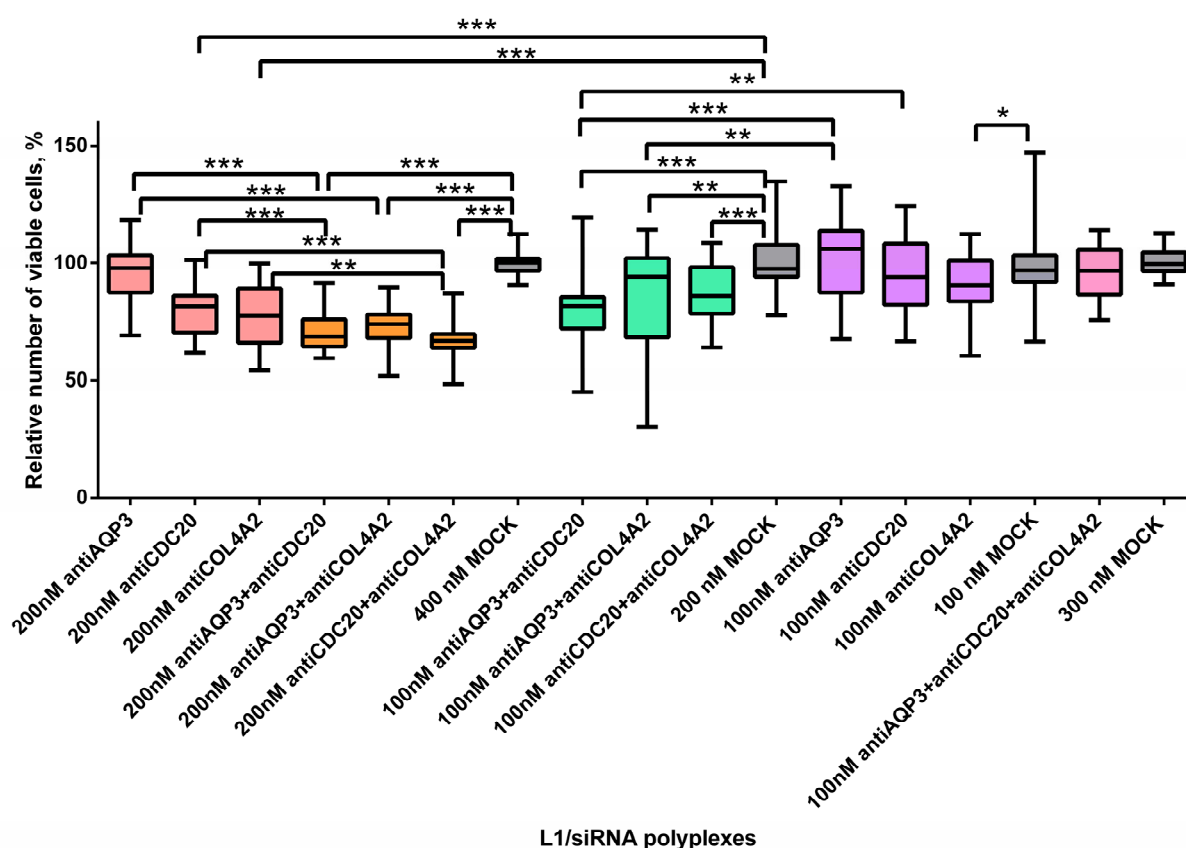 ***
***
**
***
**
*
***
***
***
***
***
**
***
***
***
***
**
Relative number of viable cells, %
150
100
50
0
200nM antiAQP3
200nM antiCDC20
200nM antiCOL4A2
200nM antiAQP3+antiCDC20
200nM antiAQP3+antiCOL4A2
200nM antiCDC20+antiCOL4A2
400 nM MOCK
100nM antiAQP3+antiCDC20
100nM antiAQP3+antiCOL4A2
100nM antiCDC20+antiCOL4A2
200 nM MOCK
100nM antiAQP3
100nM antiCDC20
100nM antiCOL4A2
100 nM MOCK
100nM antiAQP3+antiCDC20+antiCOL4A2
300 nM MOCK
L1/siRNA polyplexes